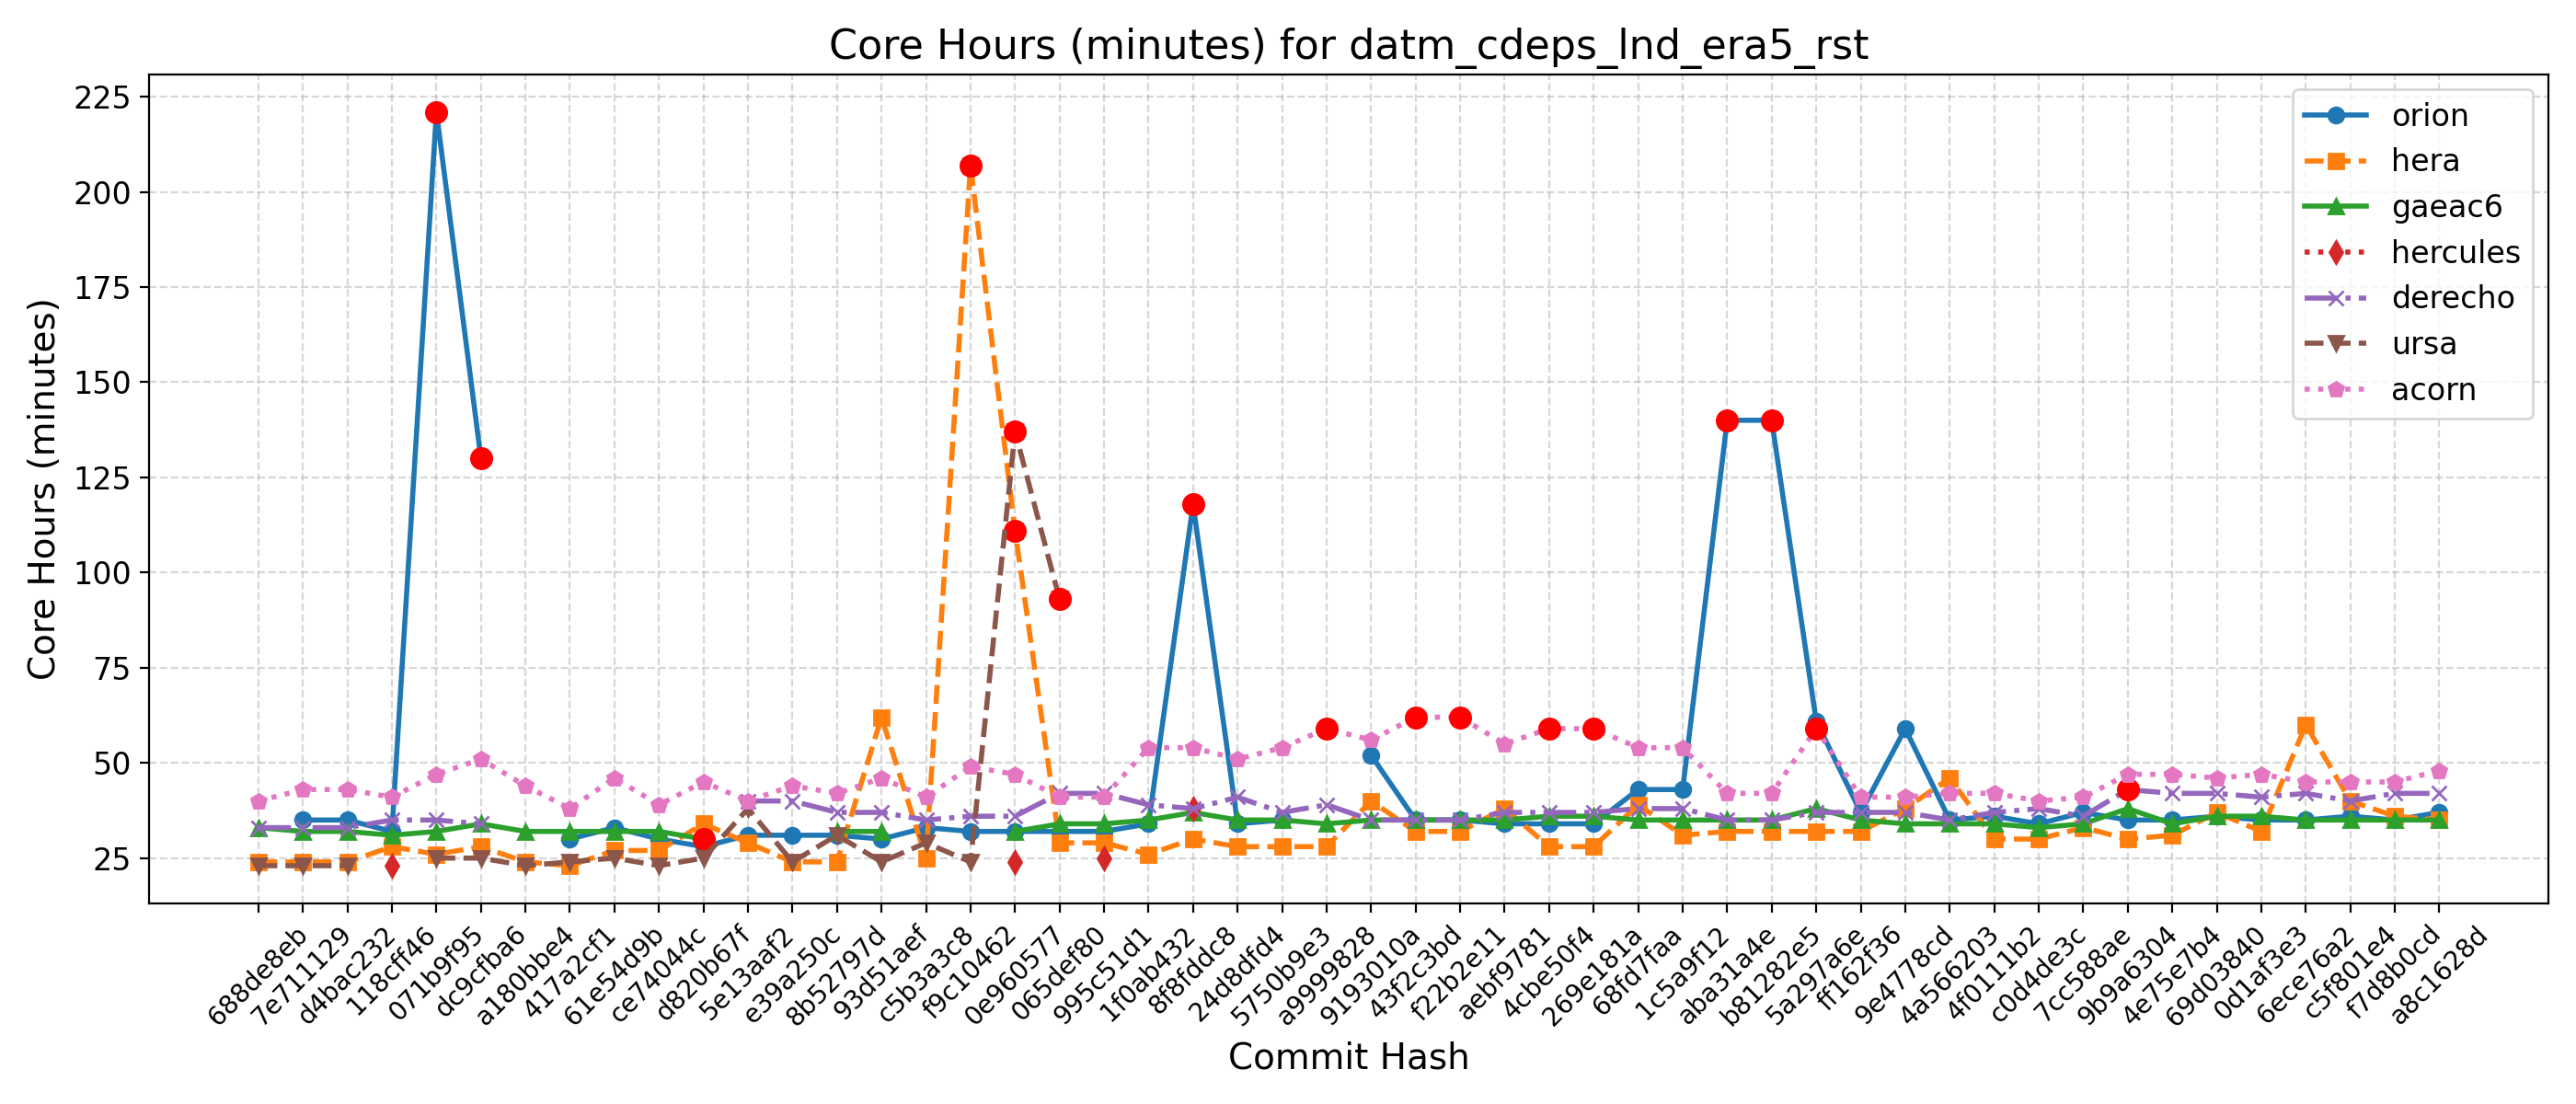 Core Hours (minutes) for datm_cdeps_lnd_era5_rst
Core Hours (minutes)
225
200
175
150
125
100
75
50
25
orion
hera
gaeac6
hercules
derecho
ursa
acorn
688de8eb
7e711129
d4bac232
118cff46
071b9f95
dc9cfba6
a180bbe4
417a2cf1
61e54d9b
ce74044c
d820b67f
5e13aaf2
e39a250c
8b52797d
93d51aef
c5b3a3c8
f9c10462
0e960577
065def80
995c51d1
1f0ab432
8f8fddc8
24d8dfd4
5750b9e3
a9999828
9193010a
43f2c3bd
f22b2e11
aebf9781
4cbe50f4
269e181a
68fd7faa
1c5a9f12
aba31a4e
b81282e5
5a297a6e
ff162f36
9e4778cd
4a566203
4f0111b2
c0d4de3c
7cc588ae
9b9a6304
4e75e7b4
69d03840
0d1af3e3
6ece76a2
c5f801e4
f7d8b0cd
a8c1628d
Commit Hash